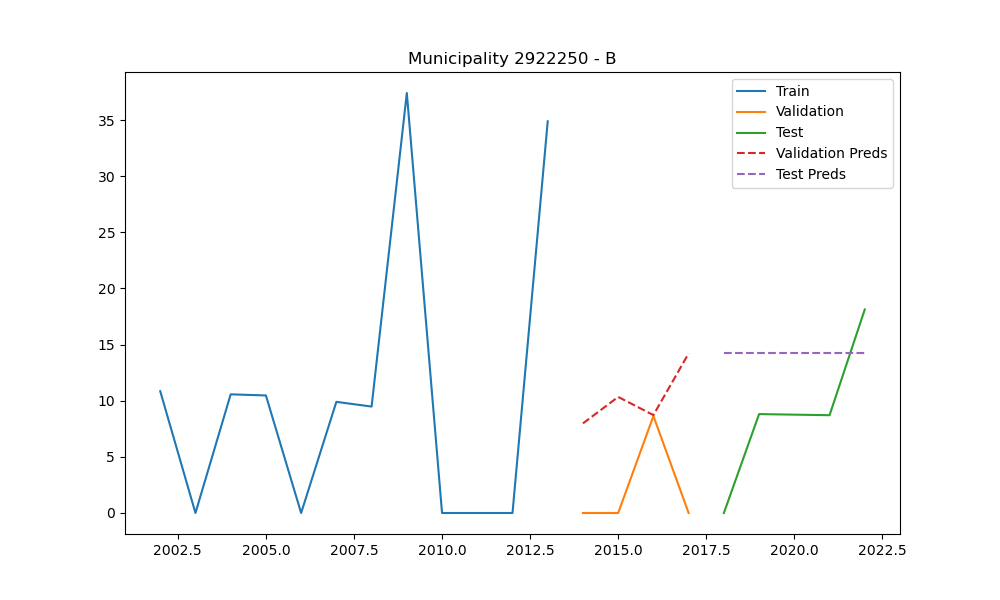 Municipality 2922250 - B
Train
Validation
Test
Validation Preds
Test Preds
35
30
25
20
15
10
5
0
2002.5 2005.0 2007.5 2010.0 2012.5 2015.0 2017.5 2020.0 2022.5